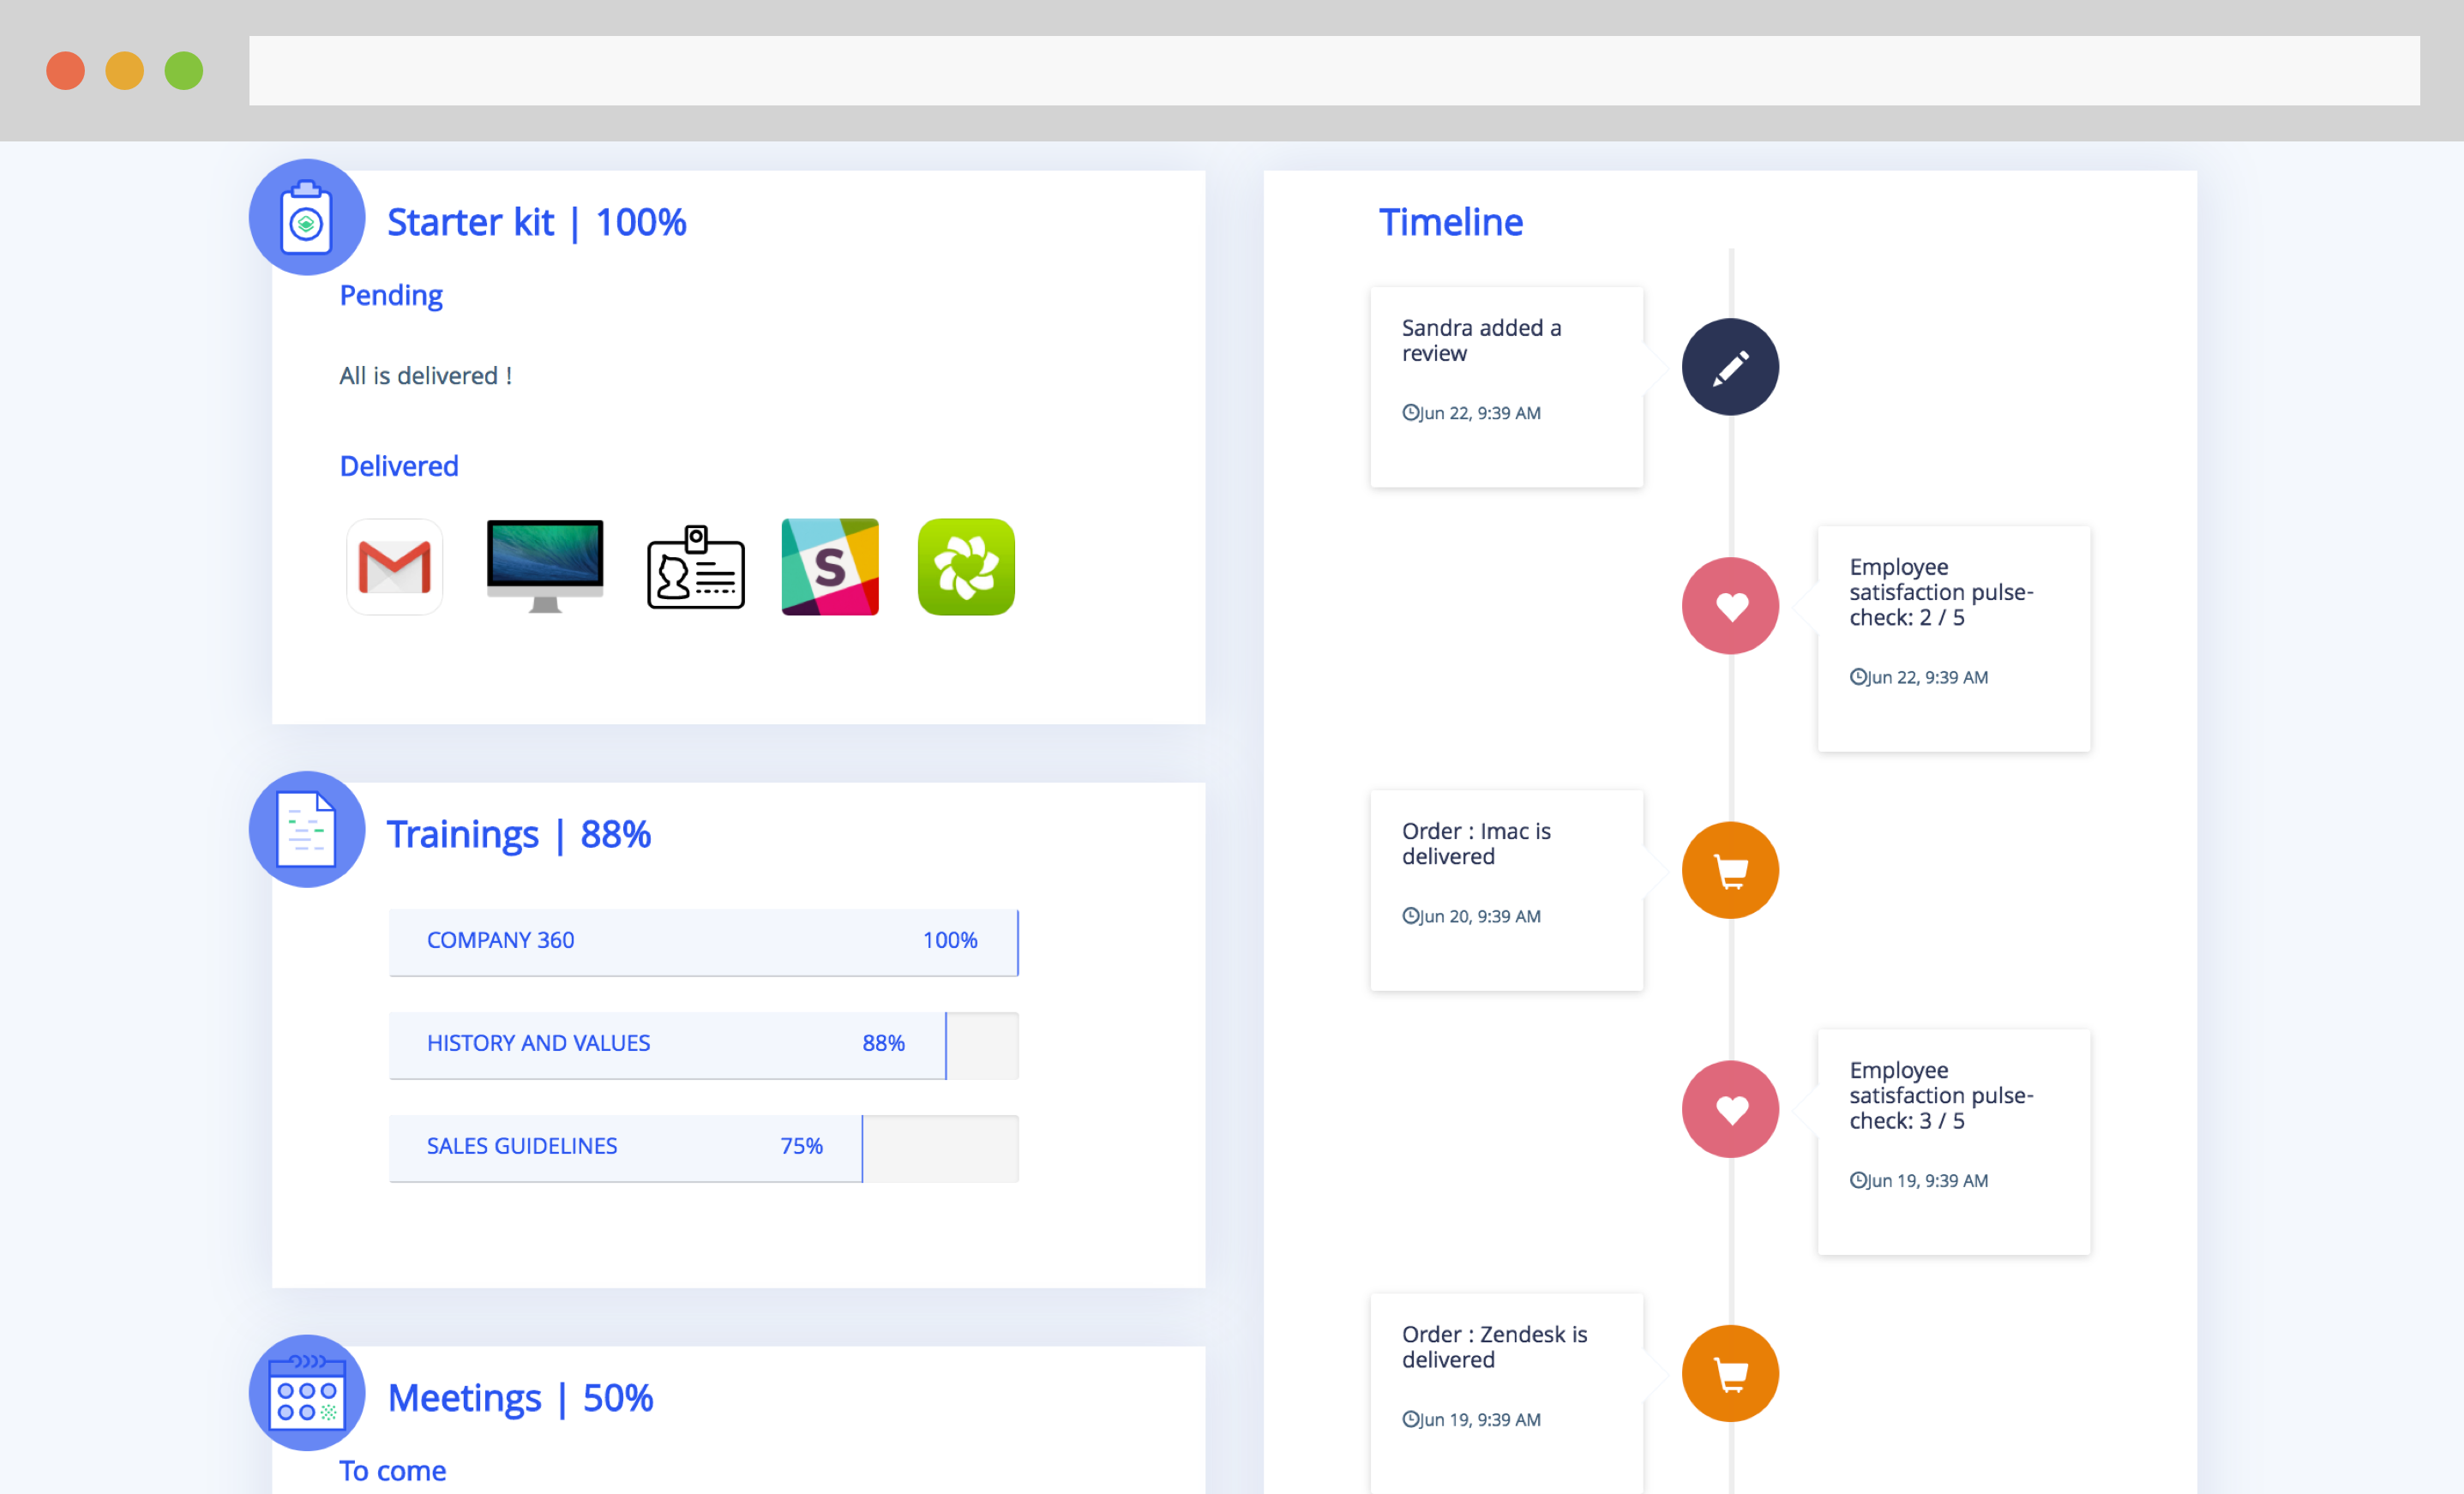 Starter kit | 100%
Pending
All is delivered !
Delivered
S
Trainings | 88%
COMPANY 360 100%
HISTORY AND VALUES 88%
SALES GUIDELINES 75%
Meetings | 50%
To come
Timeline
Sandra added a
review
Jun 22, 9:39 AM
Employee
satisfaction pulse-
check: 2 / 5
Jun 22, 9:39 AM
Order : Imac is
delivered
Jun 20, 9:39 AM
Employee
satisfaction pulse-
check: 3 / 5
Jun 19, 9:39 AM
Order : Zendesk is
delivered
Jun 19, 9:39 AM